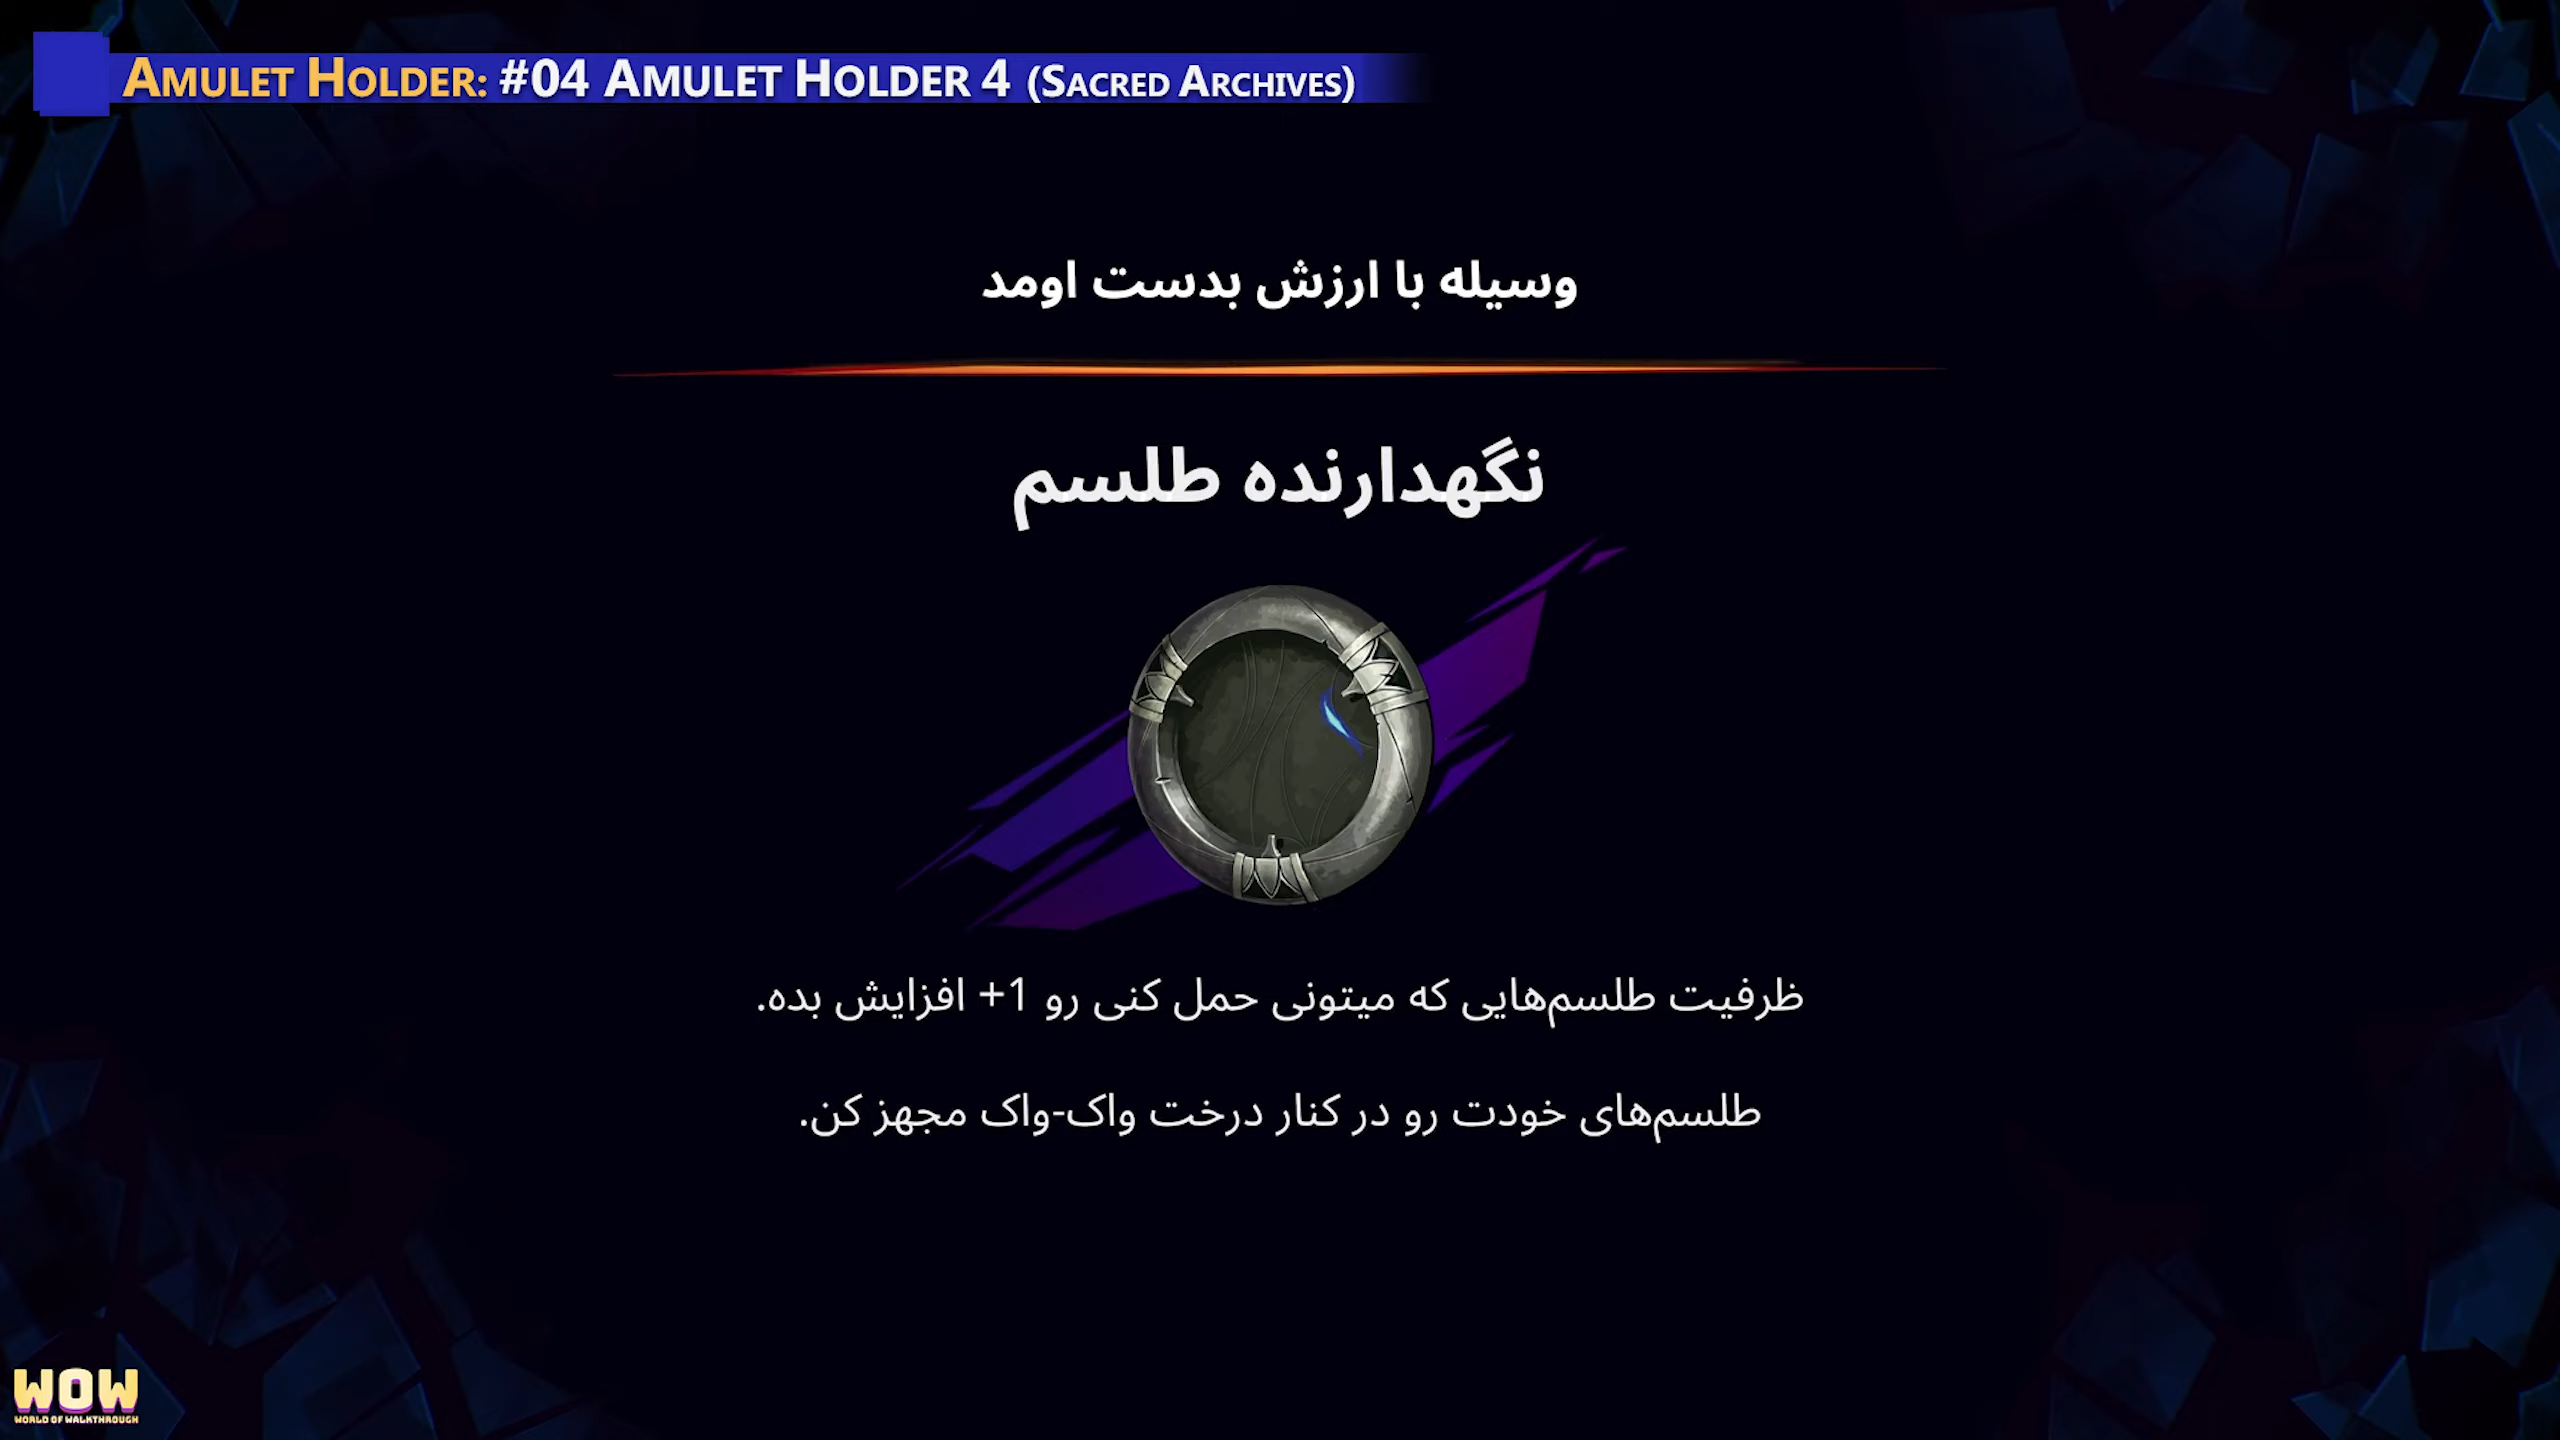 AMULET HOLDER: #04 AMULET HOLDER 4 (SACRED ARCHIVES)
وسیله با ارزش بدست اومد
نگهدارنده طلسم
ظرفیت طلسم‌هایی که میتونی حمل کنی رو 1+ افزایش بده.
طلسم‌های خودت رو در کنار درخت واک-واک مجهز کن.
WOW
WORLD OF WALKTHROUGH